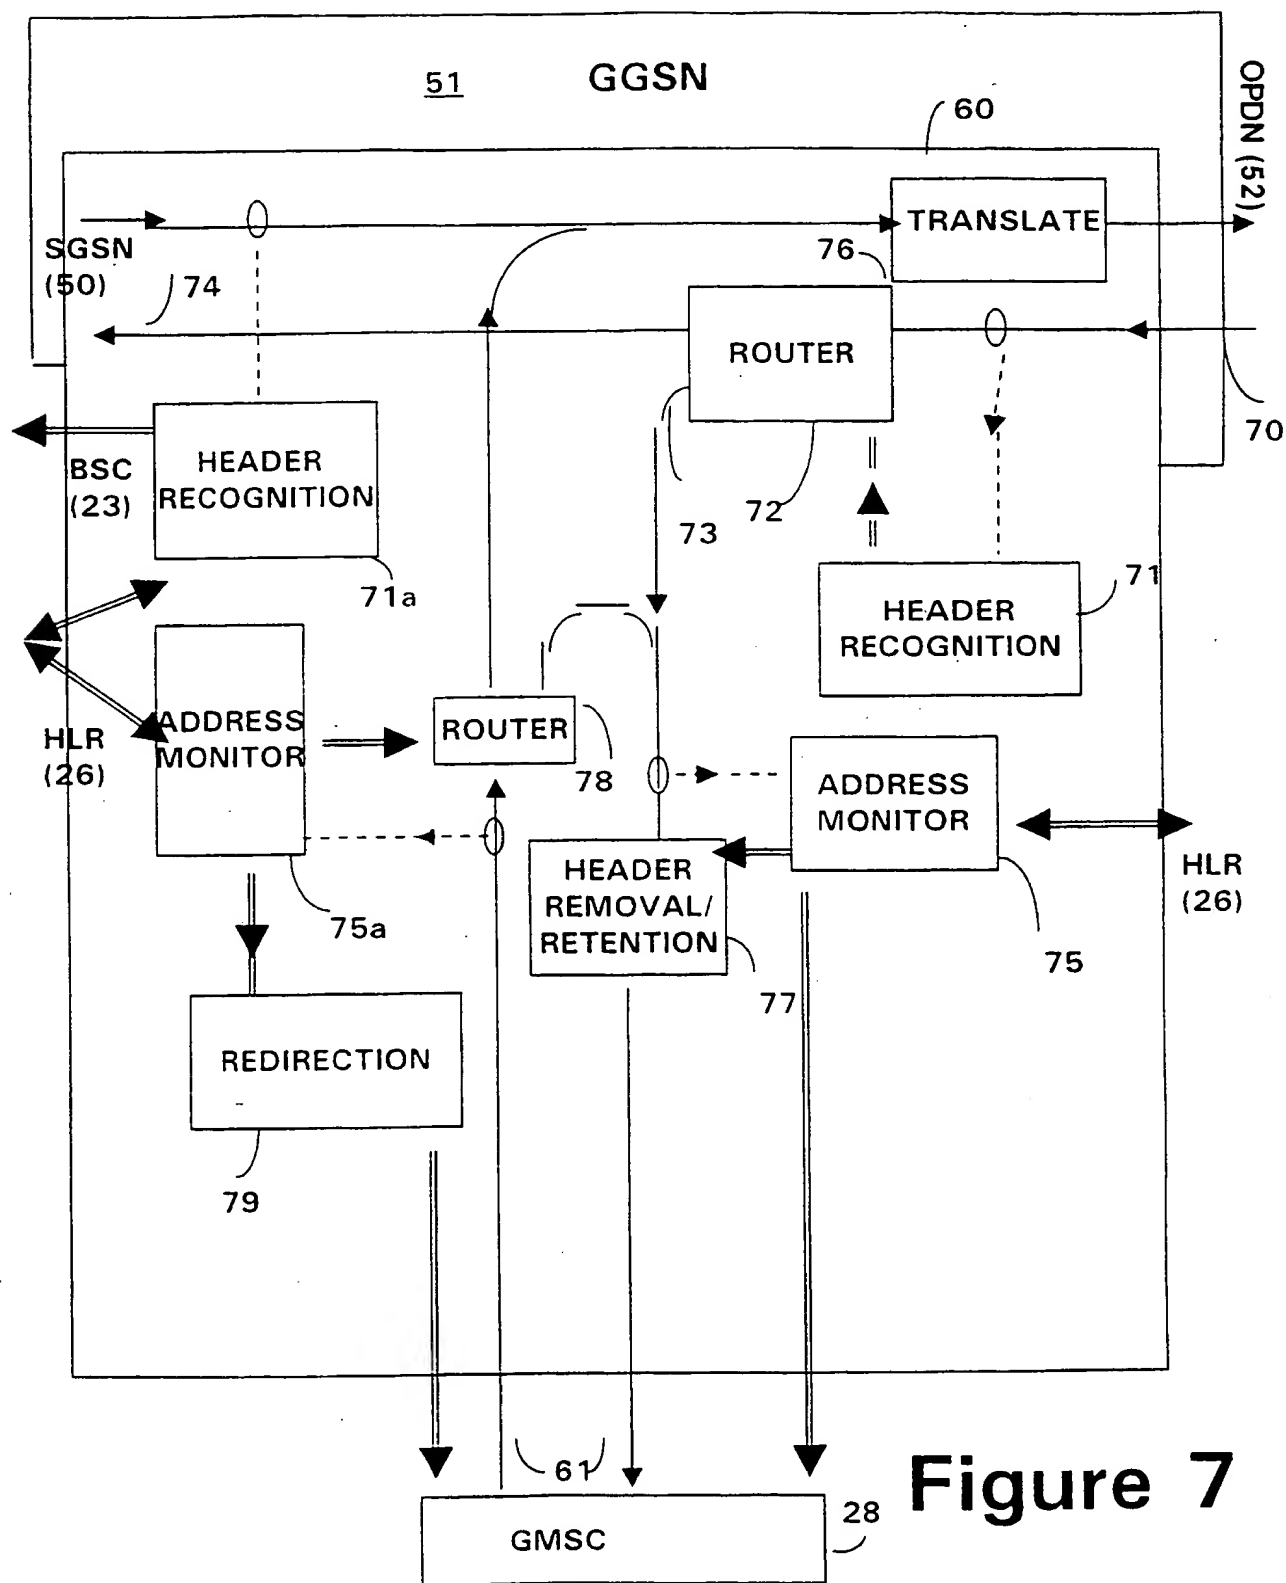 51
GGSN
OPDN (52)
60
TRANSLATE
SGSN
(50)
74
76
ROUTER
70
BSC
(23)
HEADER
RECOGNITION
73
72
71a
71
HEADER
RECOGNITION
HLR
(26)
ADDRESS
MONITOR
ROUTER
78
ADDRESS
MONITOR
HLR
(26)
HEADER
REMOVAL/
RETENTION
75a
75
77
REDIRECTION
79
61
Figure 7
GMSC
28